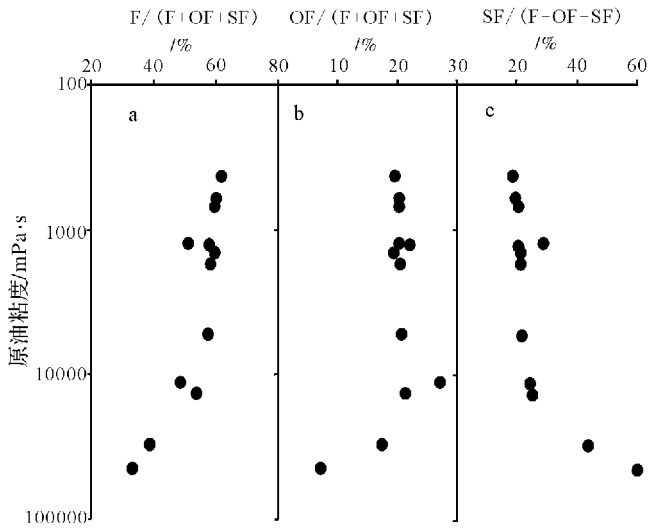 F/(F+OF+SF) OF/(F+OF+SF) SF/(F-OF-SF)
/% /% /%
20 40 60 80 10 20 30 20 40 60
100
a b c
1000
10000
100000
原油粘度/mPa·s